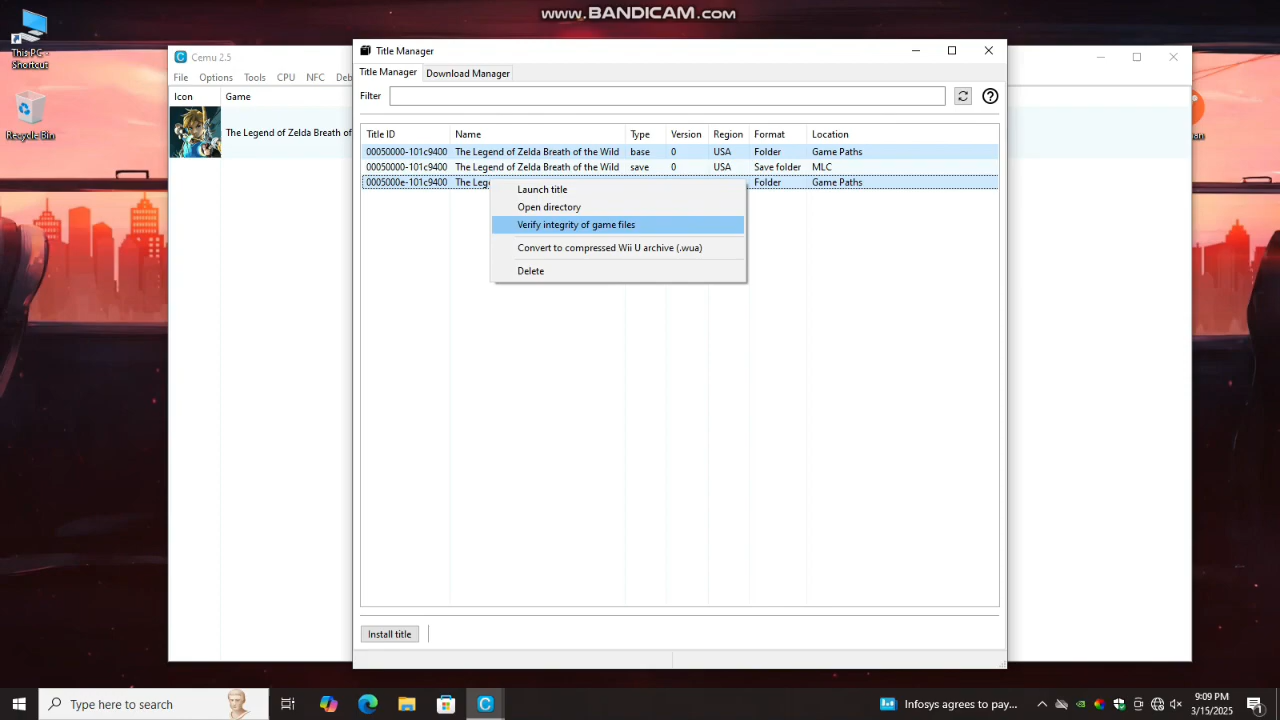 www.BANDICAM.com
This PC - Shortcut
Recycle Bin
Cemu 2.5
File Options Tools CPU NFC Deb
Icon Game
The Legend of Zelda Breath of
Title Manager
Title Manager Download Manager
Filter
Title ID Name Type Version Region Format Location
00050000-101c9400 The Legend of Zelda Breath of the Wild base 0 USA Folder Game Paths
00050000-101c9400 The Legend of Zelda Breath of the Wild save 0 USA Save folder MLC
0005000e-101c9400 The Leg Folder Game Paths
Launch title
Open directory
Verify integrity of game files
Convert to compressed Wii U archive (.wua)
Delete
Install title
Type here to search
Infosys agrees to pay...
9:09 PM
3/15/2025
1